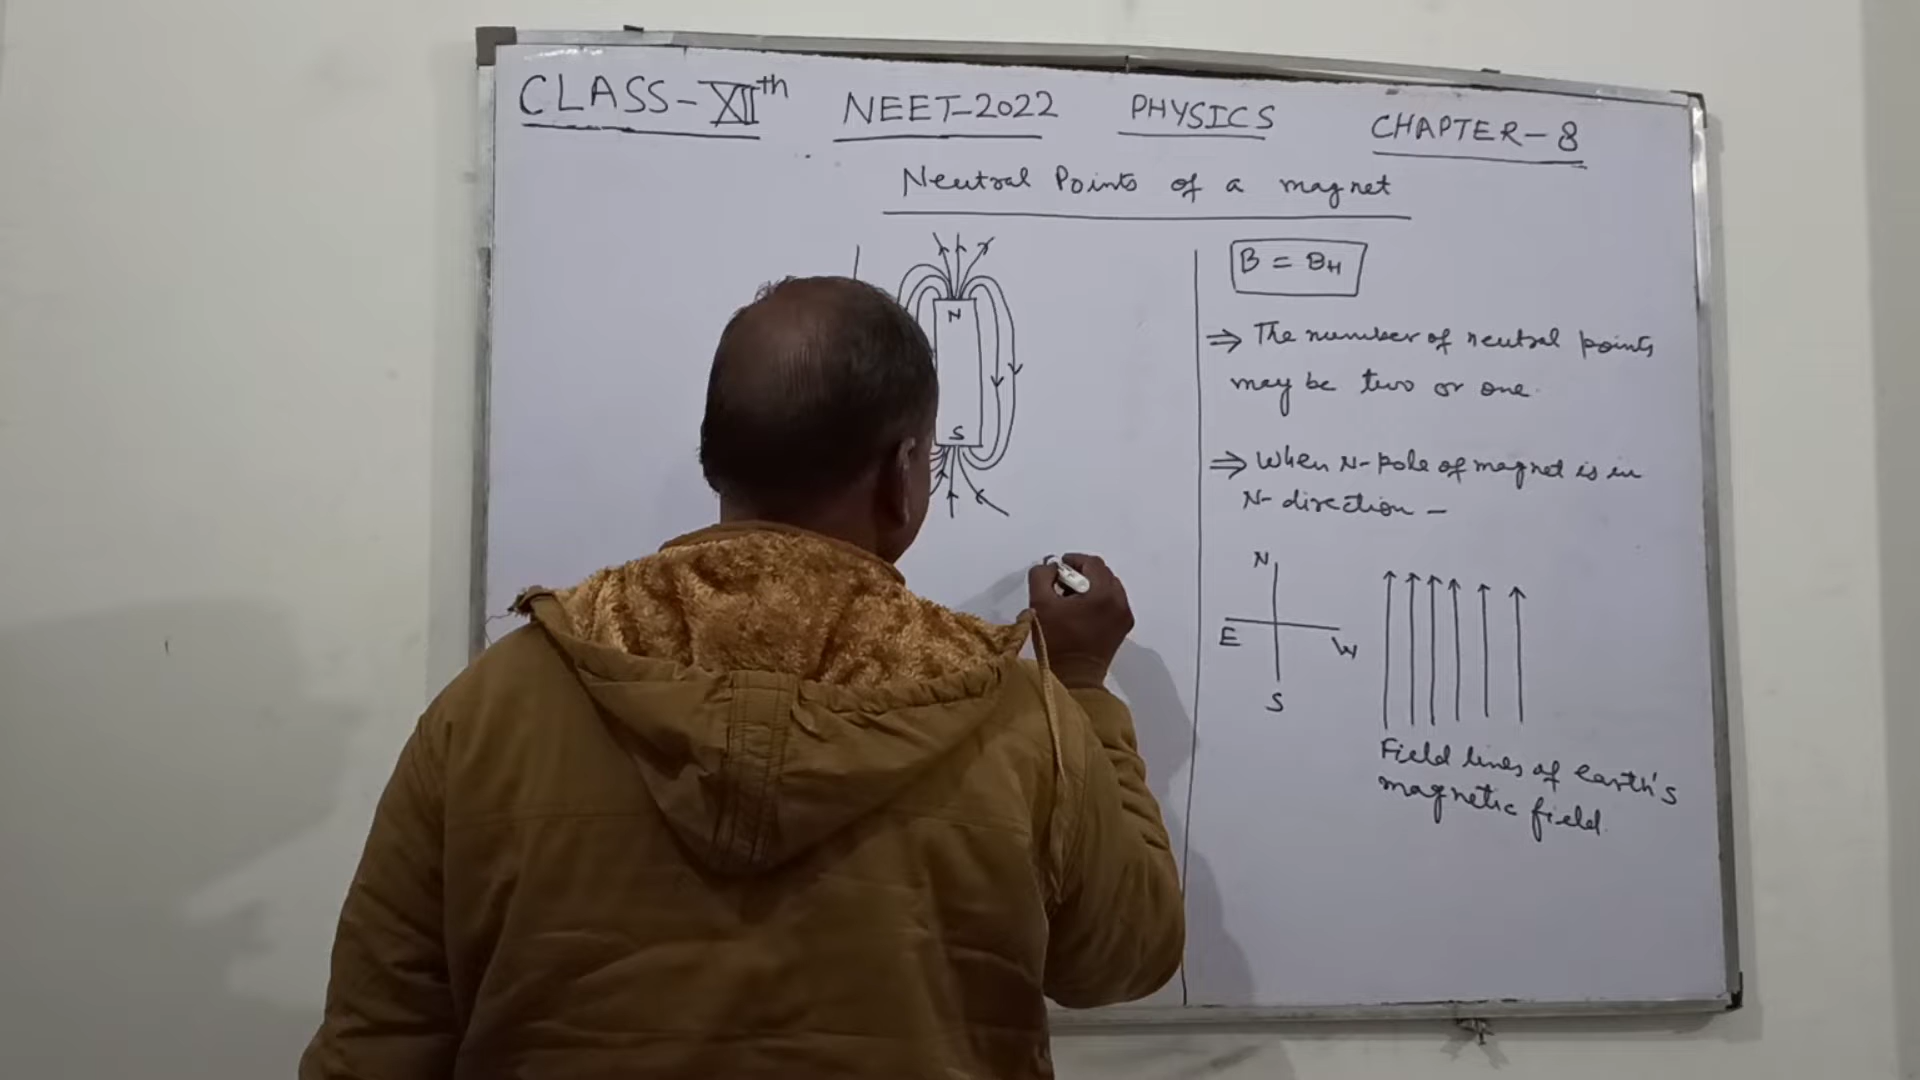 CLASS-XIIth NEET-2022 PHYSICS CHAPTER-8
Neutral Points of a magnet
N
S
B = BH
⇒ The number of neutral points
may be two or one.
⇒ When N-pole of magnet is in
N-direction -
N
E W
S
Field lines of earth's
magnetic field.